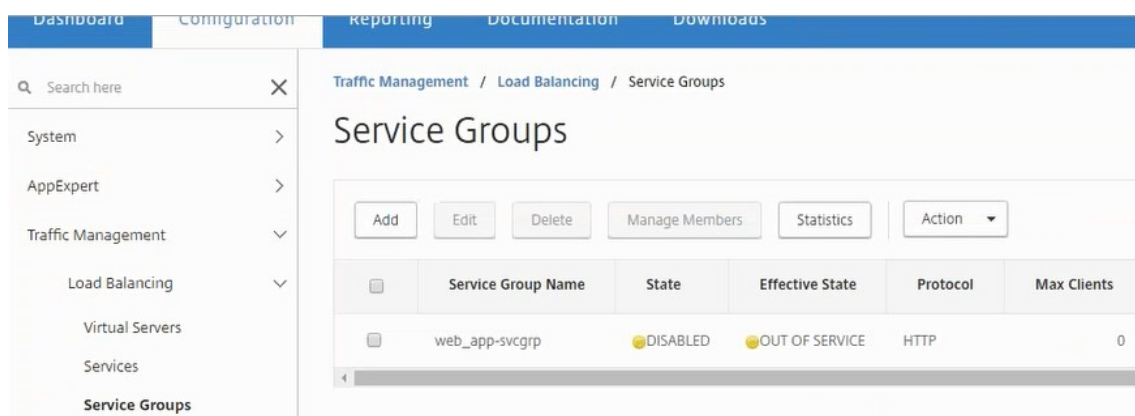 Dashboard Configuration Reporting Documentation Downloads
Search here
System
AppExpert
Traffic Management
Load Balancing
Virtual Servers
Services
Service Groups
Traffic Management / Load Balancing / Service Groups
Service Groups
Add Edit Delete Manage Members Statistics Action
Service Group Name State Effective State Protocol Max Clients
web_app-svcgrp DISABLED OUT OF SERVICE HTTP 0